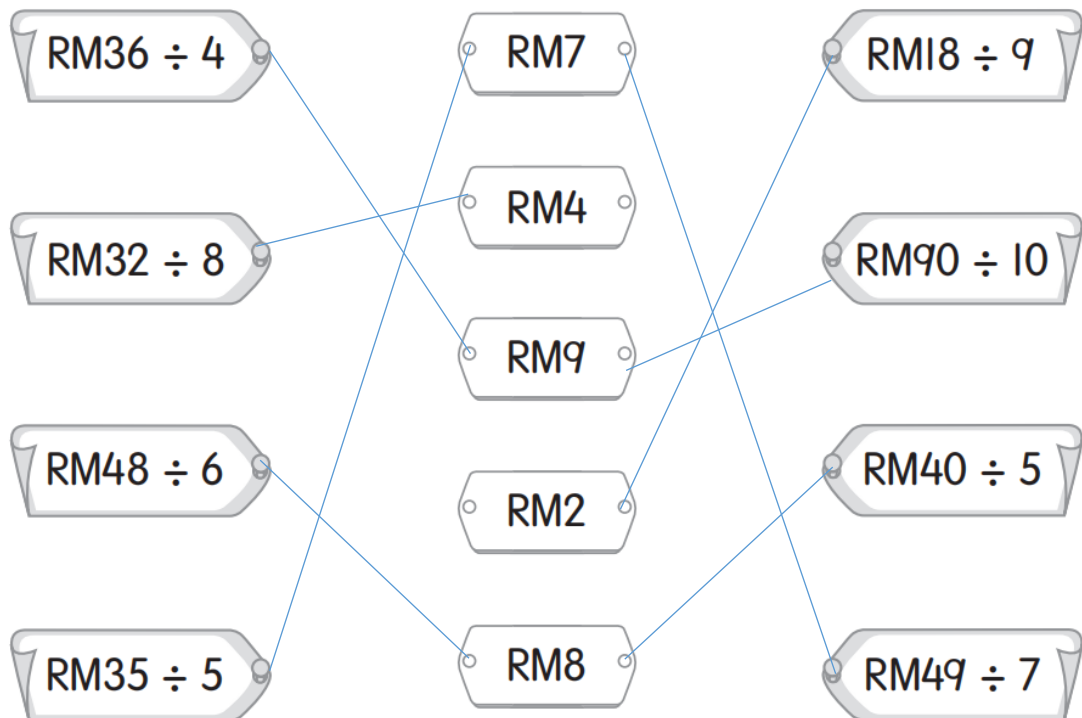 RM36 ÷ 4
RM7
RM18 ÷ 9
RM32 ÷ 8
RM4
RM90 ÷ 10
RM9
RM48 ÷ 6
RM2
RM40 ÷ 5
RM35 ÷ 5
RM8
RM49 ÷ 7